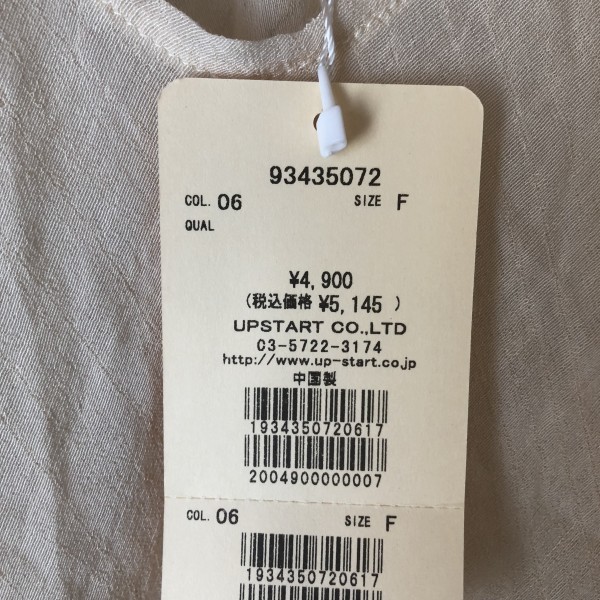 93435072
COL. 06 SIZE F
QUAL
¥4,900
(税込価格 ¥5,145 )
UPSTART CO.,LTD
03-5722-3174
http://www.up-start.co.jp
中国製
1934350720617
2004900000007
COL. 06 SIZE F
1934350720617